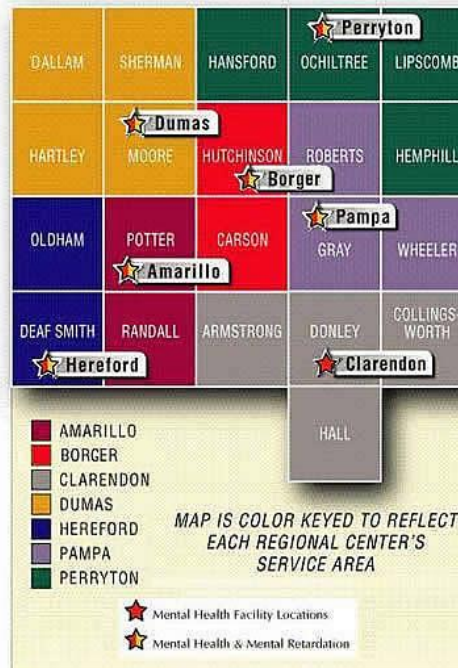 Perryton
DALLAM SHERMAN HANSFORD OCHILTREE LIPSCOMB
Dumas
HARTLEY MOORE HUTCHINSON ROBERTS HEMPHILL
Borger
Pampa
OLDHAM POTTER CARSON GRAY WHEELER
Amarillo
DEAF SMITH RANDALL ARMSTRONG DONLEY COLLINGS-
WORTH
Hereford Clarendon
HALL
AMARILLO
BORGER
CLARENDON
DUMAS
HEREFORD
PAMPA
PERRYTON
MAP IS COLOR KEYED TO REFLECT
EACH REGIONAL CENTER'S
SERVICE AREA
Mental Health Facility Locations
Mental Health & Mental Retardation